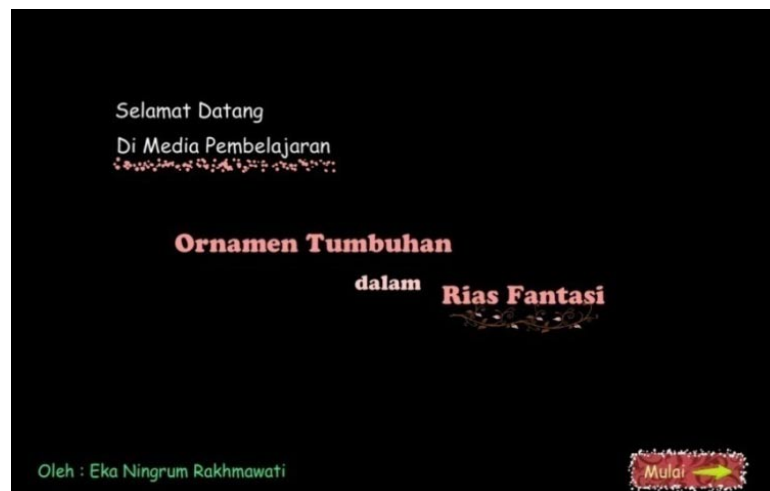 Selamat Datang
Di Media Pembelajaran
Ornamen Tumbuhan
dalam
Rias Fantasi
Oleh : Eka Ningrum Rakhmawati
Mulai